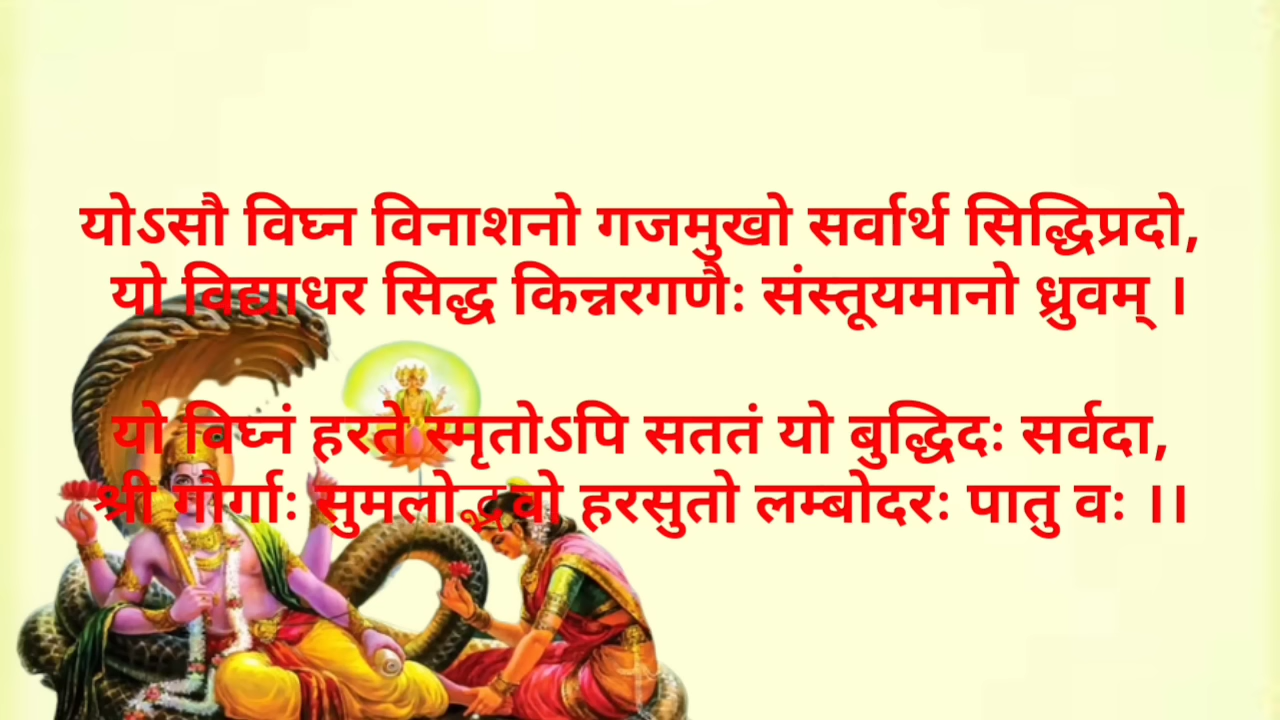 योऽसौ विघ्न विनाशनो गजमुखो सर्वार्थ सिद्धिप्रदो,
यो विद्याधर सिद्ध किन्नरगणैः संस्तूयमानो ध्रुवम् ।
यो विघ्नं हरते स्मृतोऽपि सततं यो बुद्धिदः सर्वदा,
श्री गौर्गाः सुमलोद्भवो हरसुतो लम्बोदरः पातु वः ।।